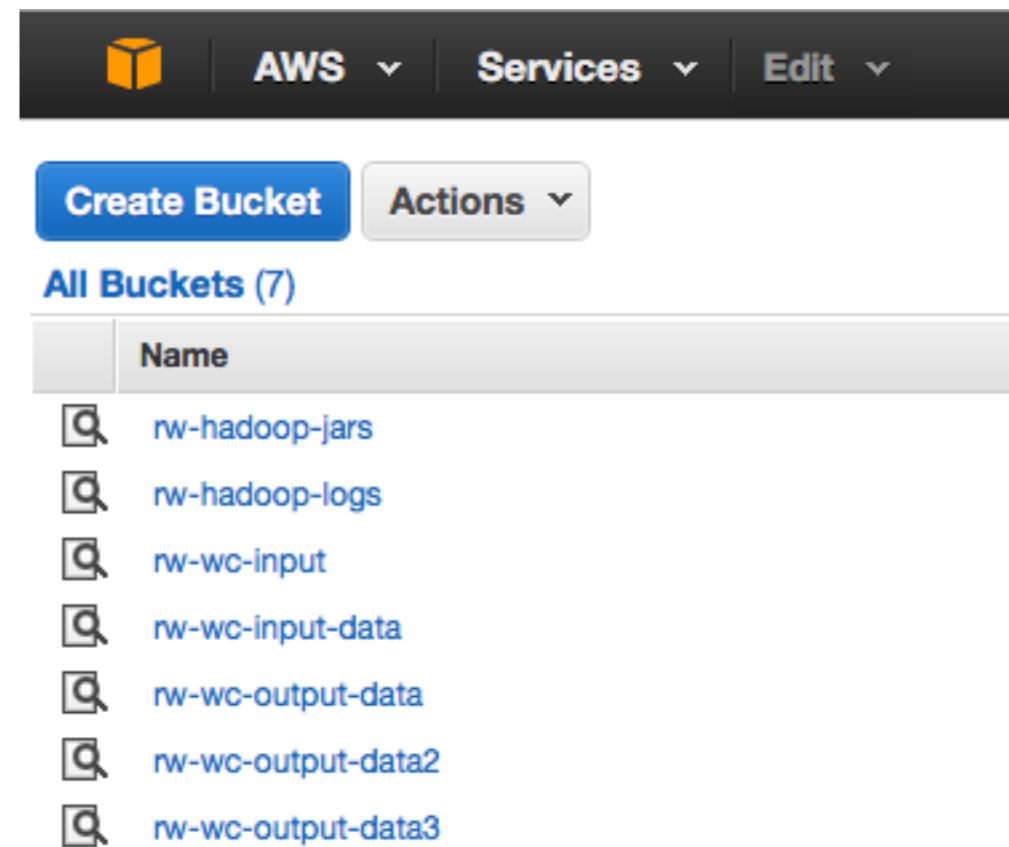 AWS Services Edit
Create Bucket Actions
All Buckets (7)
Name
rw-hadoop-jars
rw-hadoop-logs
rw-wc-input
rw-wc-input-data
rw-wc-output-data
rw-wc-output-data2
rw-wc-output-data3